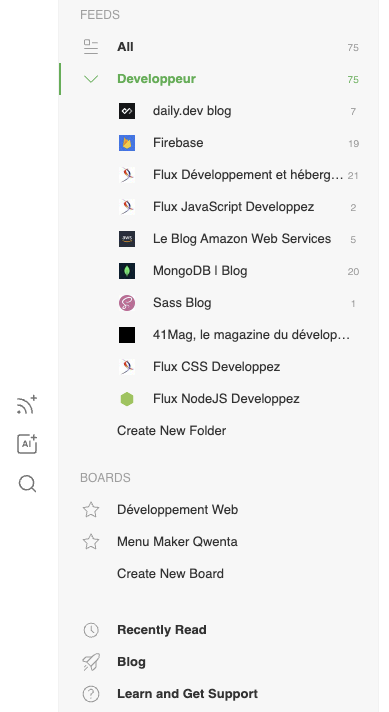 FEEDS
All 75
Developpeur 75
daily.dev blog 7
Firebase 19
Flux Développement et héberg... 21
Flux JavaScript Developpez 2
aws Le Blog Amazon Web Services 5
MongoDB | Blog 20
Sass Blog 1
41Mag, le magazine du dévelop...
Flux CSS Developpez
Flux NodeJS Developpez
Create New Folder
AI
BOARDS
Développement Web
Menu Maker Qwenta
Create New Board
Recently Read
Blog
Learn and Get Support